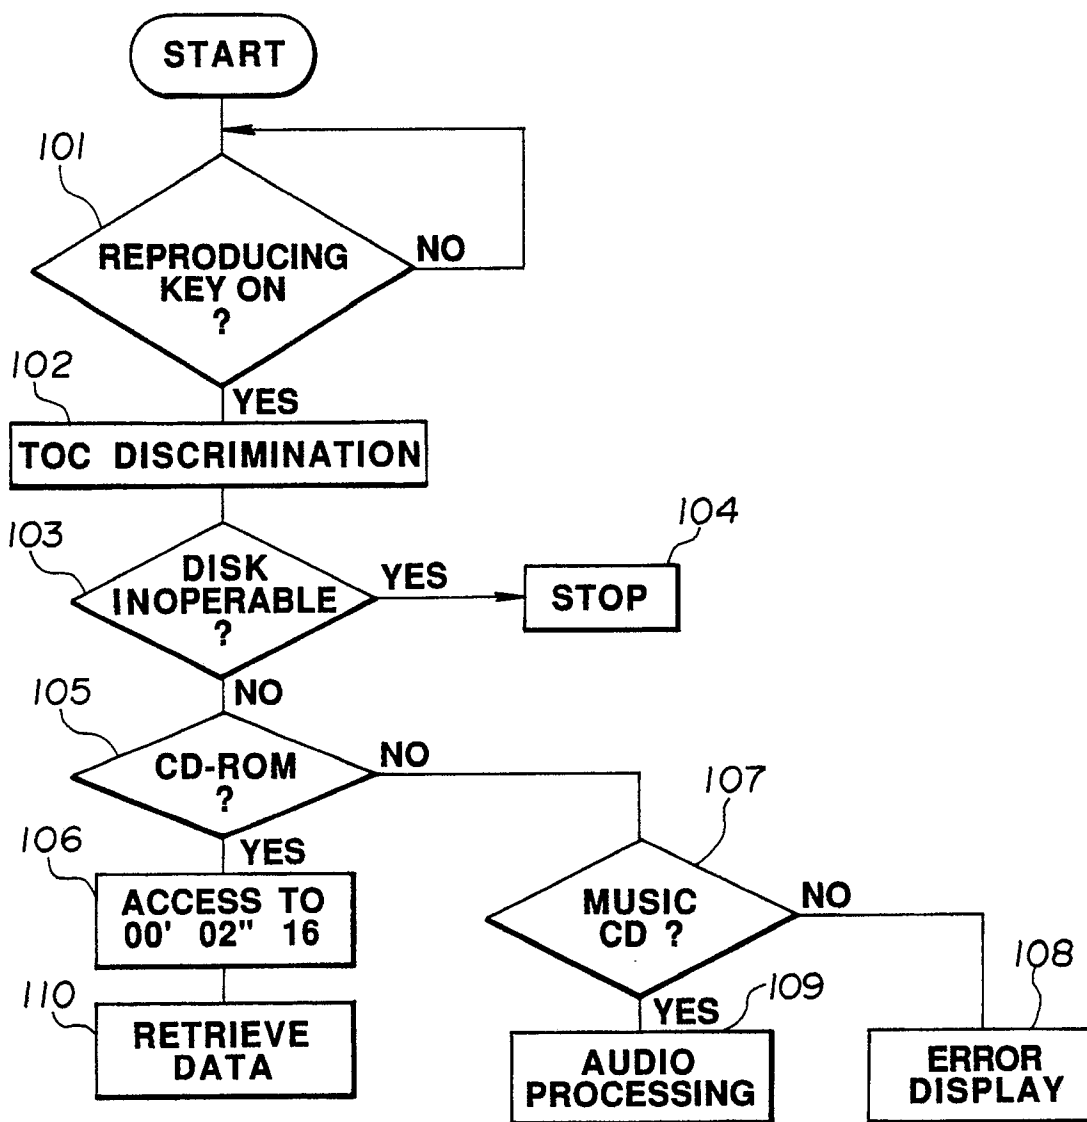 START
101
REPRODUCING
KEY ON
?
NO
102
YES
TOC DISCRIMINATION
103
DISK
INOPERABLE
?
YES
104
STOP
NO
105
CD-ROM
?
NO
107
106
YES
ACCESS TO
00' 02" 16
MUSIC
CD ?
NO
110
RETRIEVE
DATA
YES
109
AUDIO
PROCESSING
108
ERROR
DISPLAY